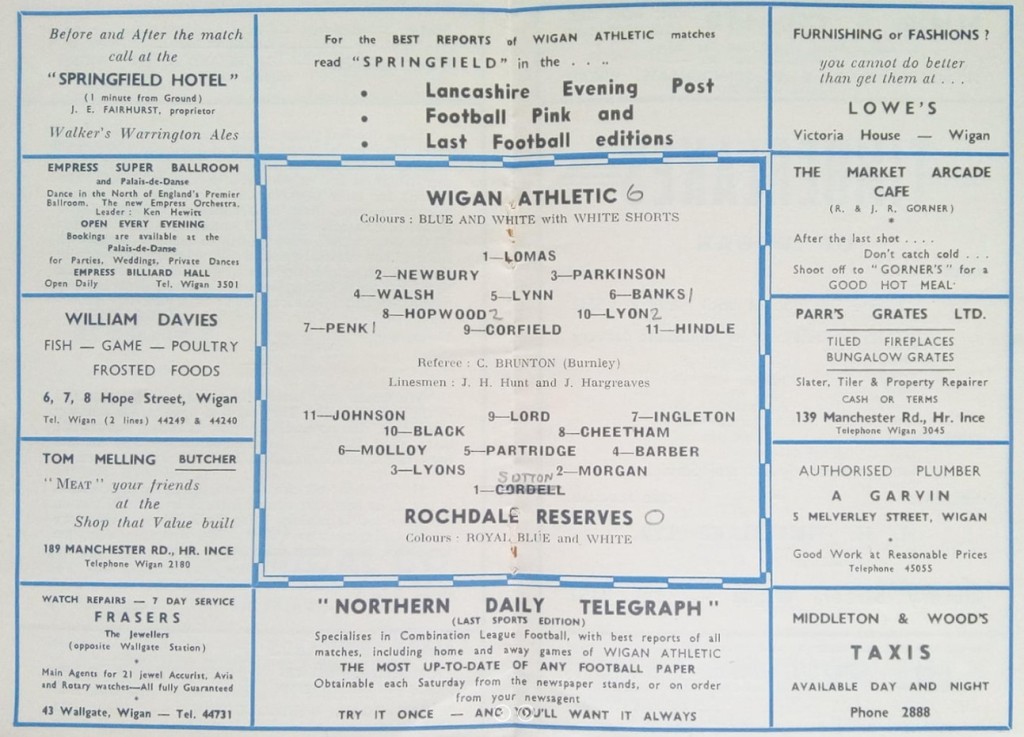 Before and After the match
call at the
"SPRINGFIELD HOTEL"
(1 minute from Ground)
J. E. FAIRHURST, proprietor
Walker's Warrington Ales
For the BEST REPORTS of WIGAN ATHLETIC matches
read "SPRINGFIELD" in the . . . .
• Lancashire Evening Post
• Football Pink and
• Last Football editions
FURNISHING or FASHIONS ?
you cannot do better
than get them at . . .
LOWE'S
Victoria House — Wigan
EMPRESS SUPER BALLROOM
and Palais-de-Danse
Dance in the North of England's Premier
Ballroom. The new Empress Orchestra.
Leader : Ken Hewitt
OPEN EVERY EVENING
Bookings are available at the
Palais-de-Danse
for Parties, Weddings, Private Dances
EMPRESS BILLIARD HALL
Open Daily Tel. Wigan 3501
WILLIAM DAVIES
FISH — GAME — POULTRY
FROSTED FOODS
6, 7, 8 Hope Street, Wigan
Tel. Wigan (2 lines) 44249 & 44240
TOM MELLING BUTCHER
"MEAT" your friends
at the
Shop that Value built
189 MANCHESTER RD., HR. INCE
Telephone Wigan 2180
WATCH REPAIRS — 7 DAY SERVICE
FRASERS
The Jewellers
(opposite Wallgate Station)
*
Main Agents for 21 jewel Accurist, Avia
and Rotary watches—All fully Guaranteed
*
43 Wallgate, Wigan — Tel. 44731
WIGAN ATHLETIC 6
Colours : BLUE AND WHITE with WHITE SHORTS
1—LOMAS
2—NEWBURY 3—PARKINSON
4—WALSH 5—LYNN 6—BANKS /
8—HOPWOOD 2 10—LYON 2
7—PENK / 9—CORFIELD 11—HINDLE
Referee : C. BRUNTON (Burnley)
Linesmen : J. H. Hunt and J. Hargreaves
11—JOHNSON 9—LORD 7—INGLETON
10—BLACK 8—CHEETHAM
6—MOLLOY 5—PARTRIDGE 4—BARBER
3—LYONS 2—MORGAN
SUTTON
1—CORDELL
ROCHDALE RESERVES 0
Colours : ROYAL BLUE and WHITE
"NORTHERN DAILY TELEGRAPH"
(LAST SPORTS EDITION)
Specialises in Combination League Football, with best reports of all
matches, including home and away games of WIGAN ATHLETIC
THE MOST UP-TO-DATE OF ANY FOOTBALL PAPER
Obtainable each Saturday from the newspaper stands, or on order
from your newsagent
TRY IT ONCE — AND YOU'LL WANT IT ALWAYS
THE MARKET ARCADE
CAFE
(R. & J. R. GORNER)
*
After the last shot . . . .
Don't catch cold . . .
Shoot off to "GORNER'S" for a
GOOD HOT MEAL
PARR'S GRATES LTD.
TILED FIREPLACES
BUNGALOW GRATES
Slater, Tiler & Property Repairer
CASH OR TERMS
139 Manchester Rd., Hr. Ince
Telephone Wigan 3045
AUTHORISED PLUMBER
A GARVIN
5 MELVERLEY STREET, WIGAN
*
Good Work at Reasonable Prices
Telephone 45055
MIDDLETON & WOOD'S
TAXIS
AVAILABLE DAY AND NIGHT
Phone 2888